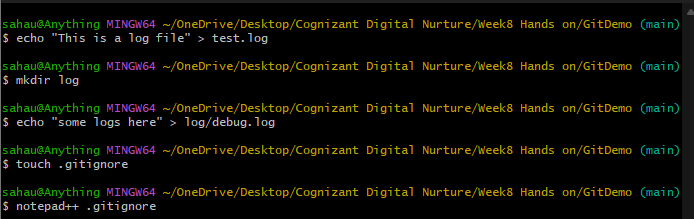 sahau@Anything MINGW64 ~/OneDrive/Desktop/Cognizant Digital Nurture/Week8 Hands on/GitDemo (main)
$ echo "This is a log file" > test.log
sahau@Anything MINGW64 ~/OneDrive/Desktop/Cognizant Digital Nurture/Week8 Hands on/GitDemo (main)
$ mkdir log
sahau@Anything MINGW64 ~/OneDrive/Desktop/Cognizant Digital Nurture/Week8 Hands on/GitDemo (main)
$ echo "some logs here" > log/debug.log
sahau@Anything MINGW64 ~/OneDrive/Desktop/Cognizant Digital Nurture/Week8 Hands on/GitDemo (main)
$ touch .gitignore
sahau@Anything MINGW64 ~/OneDrive/Desktop/Cognizant Digital Nurture/Week8 Hands on/GitDemo (main)
$ notepad++ .gitignore